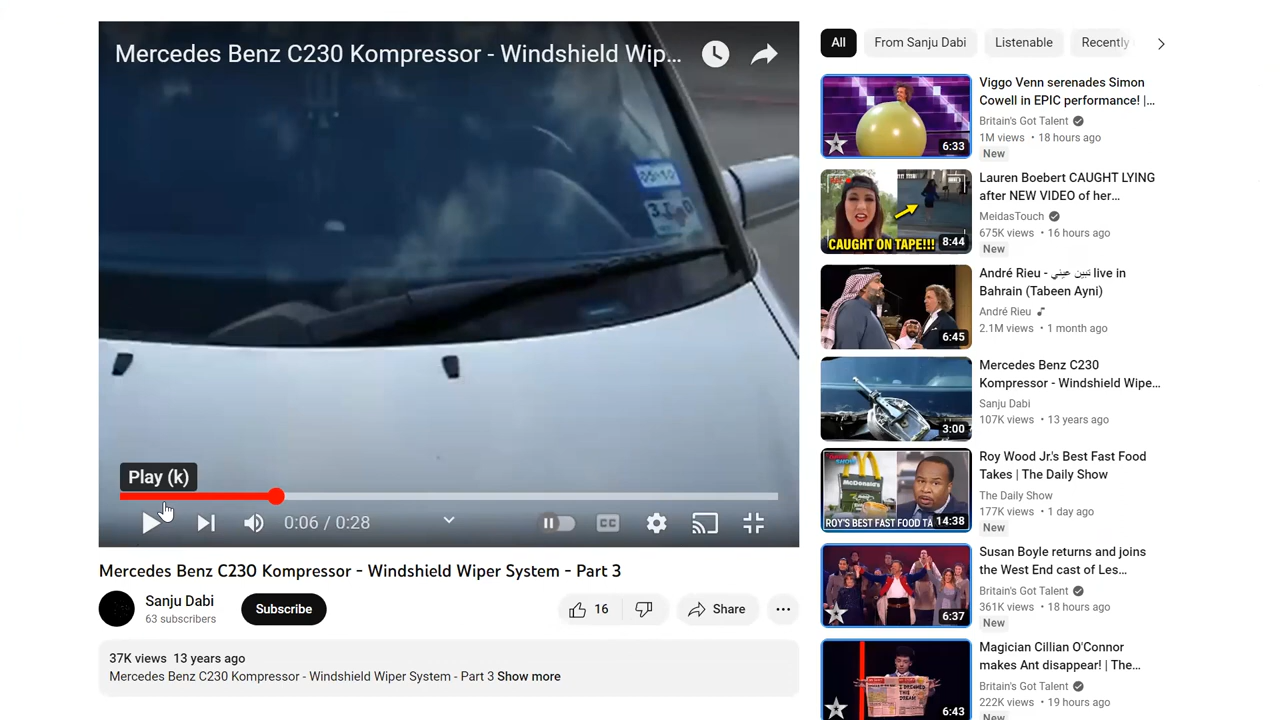 Mercedes Benz C230 Kompressor - Windshield Wip...
Play (k)
0:06 / 0:28
CC
Mercedes Benz C230 Kompressor - Windshield Wiper System - Part 3
Sanju Dabi
63 subscribers
Subscribe
16
Share
37K views 13 years ago
Mercedes Benz C230 Kompressor - Windshield Wiper System - Part 3 Show more
All
From Sanju Dabi
Listenable
Recently
6:33
Viggo Venn serenades Simon
Cowell in EPIC performance! |...
Britain's Got Talent
1M views • 18 hours ago
New
CAUGHT ON TAPE!!!
8:44
Lauren Boebert CAUGHT LYING
after NEW VIDEO of her...
MeidasTouch
675K views • 16 hours ago
New
6:45
André Rieu - تبين عيني live in
Bahrain (Tabeen Ayni)
André Rieu
2.1M views • 1 month ago
3:00
Mercedes Benz C230
Kompressor - Windshield Wipe...
Sanju Dabi
107K views • 13 years ago
McDonald's
ROY'S BEST FAST FOOD TA
14:38
Roy Wood Jr.'s Best Fast Food
Takes | The Daily Show
The Daily Show
177K views • 1 day ago
New
6:37
Susan Boyle returns and joins
the West End cast of Les...
Britain's Got Talent
361K views • 18 hours ago
New
6:43
Magician Cillian O'Connor
makes Ant disappear! | The...
Britain's Got Talent
222K views • 19 hours ago
New